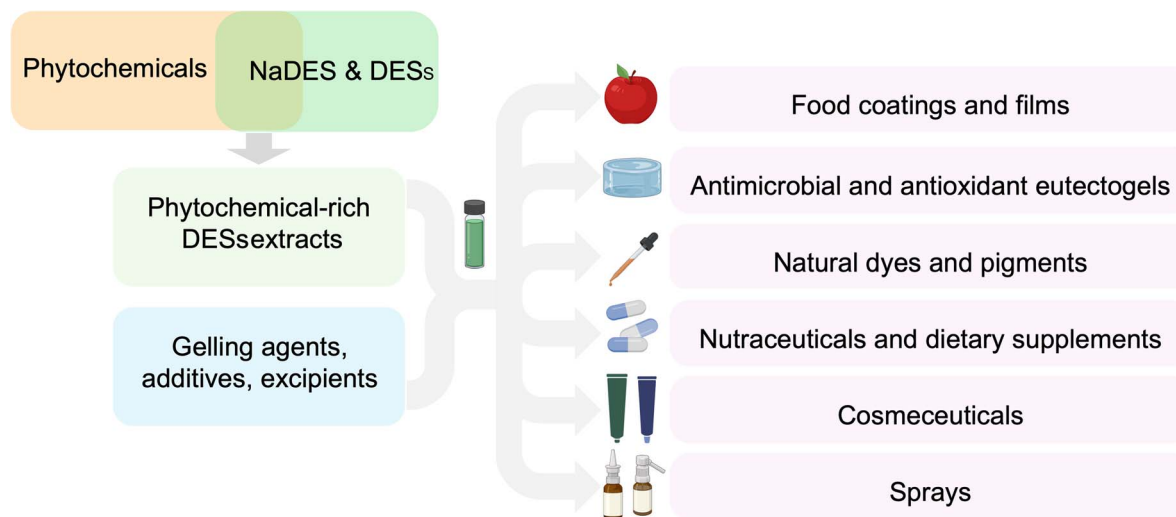 Phytochemicals
NaDES & DESs
Phytochemical-rich
DESsextracts
Gelling agents,
additives, excipients
Food coatings and films
Antimicrobial and antioxidant eutectogels
Natural dyes and pigments
Nutraceuticals and dietary supplements
Cosmeceuticals
Sprays